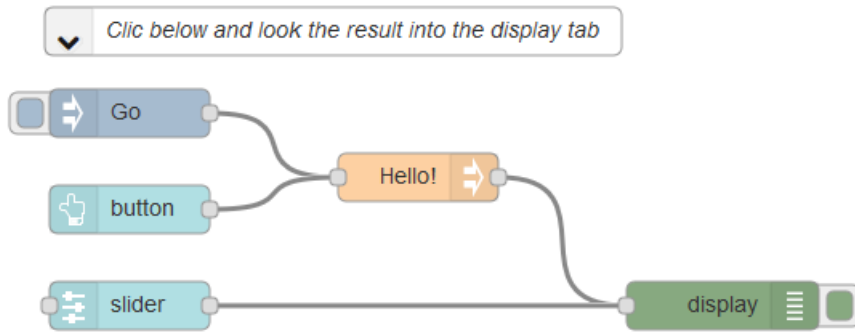 Clic below and look the result into the display tab
Go
Hello!
button
slider
display